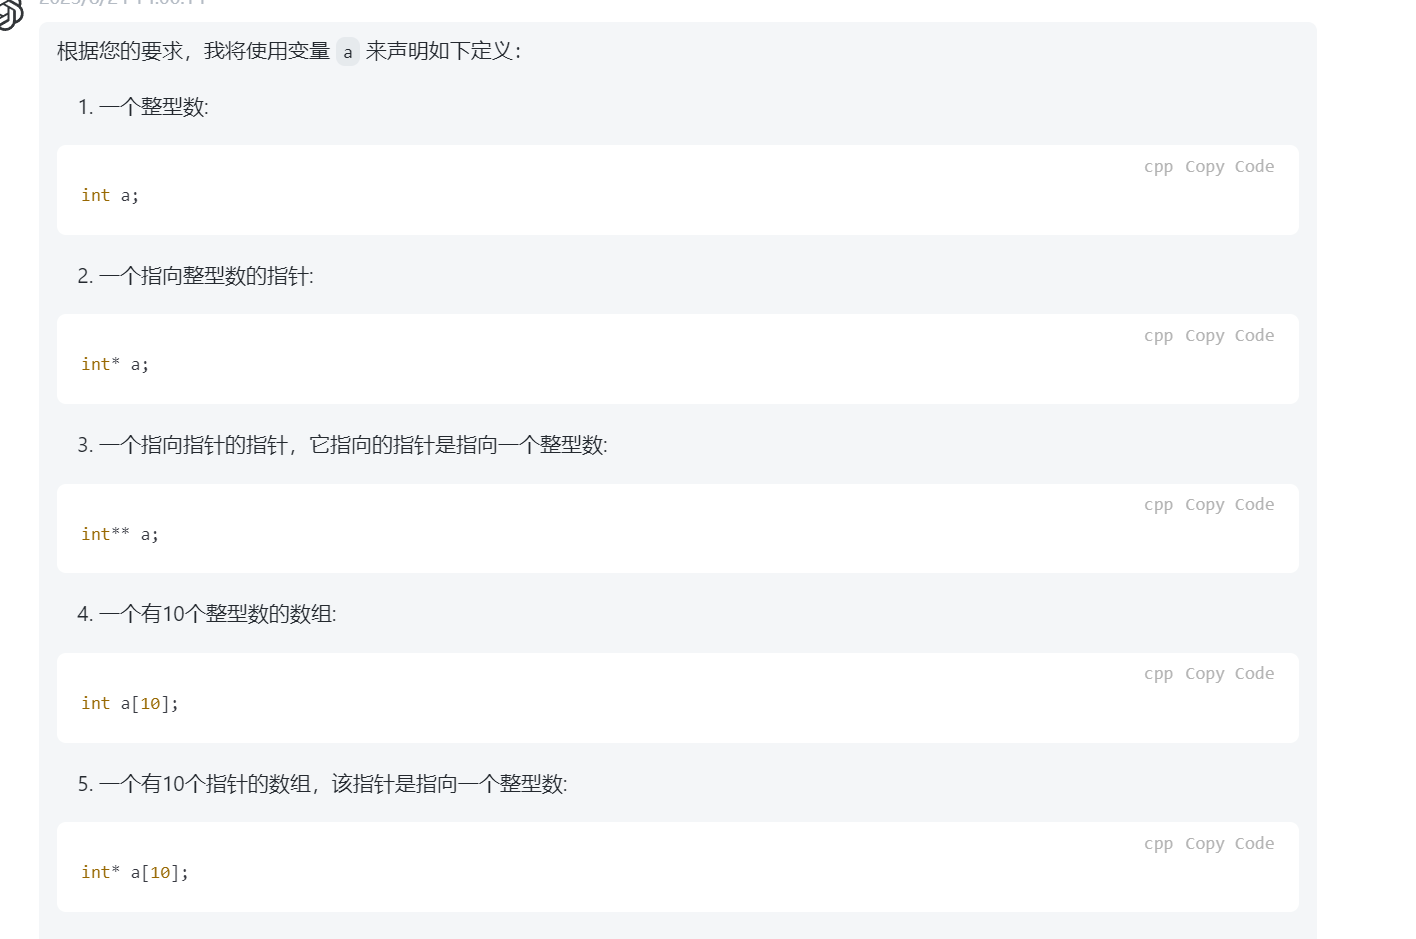 根据您的要求，我将使用变量 a 来声明如下定义：
1. 一个整型数:
cpp Copy Code
int a;
2. 一个指向整型数的指针:
cpp Copy Code
int* a;
3. 一个指向指针的指针，它指向的指针是指向一个整型数:
cpp Copy Code
int** a;
4. 一个有10个整型数的数组:
cpp Copy Code
int a[10];
5. 一个有10个指针的数组，该指针是指向一个整型数:
cpp Copy Code
int* a[10];